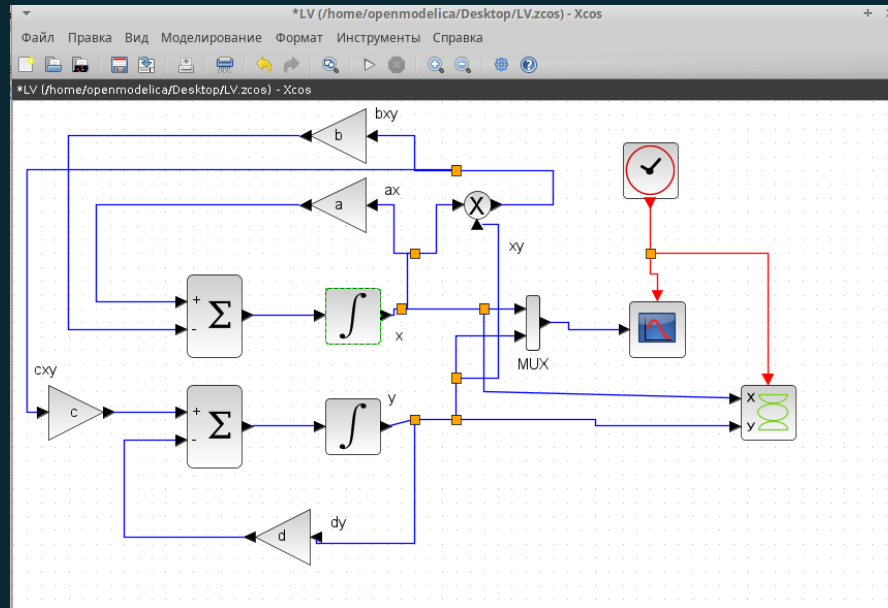 *LV (/home/openmodelica/Desktop/LV.zcos) - Xcos
Файл Правка Вид Моделирование Формат Инструменты Справка
*LV (/home/openmodelica/Desktop/LV.zcos) - Xcos
bxy
b
ax
a
X
xy
+
Σ
-
∫
x
MUX
cxy
c
+
Σ
-
y
∫
X
Y
dy
d